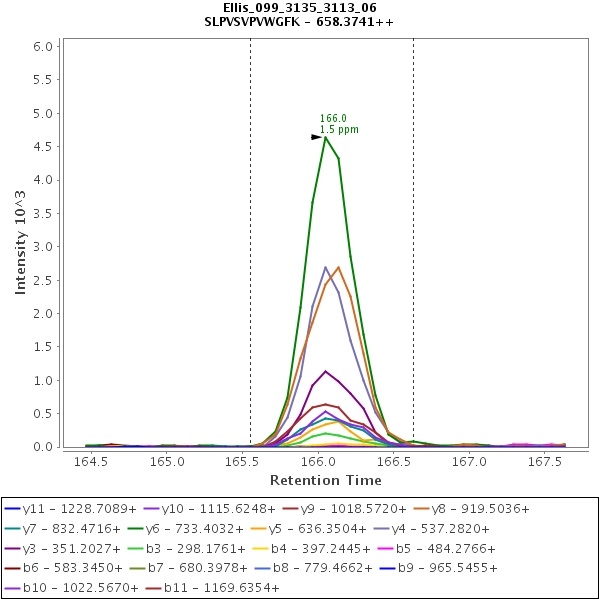 Ellis_099_3135_3113_06
SLPVSVPVWGFK - 658.3741++
Intensity 10^3
6.0
5.5
5.0
4.5
4.0
3.5
3.0
2.5
2.0
1.5
1.0
0.5
0.0
166.0
1.5 ppm
164.5 165.0 165.5 166.0 166.5 167.0 167.5
Retention Time
y11 - 1228.7089+ y10 - 1115.6248+ y9 - 1018.5720+ y8 - 919.5036+
y7 - 832.4716+ y6 - 733.4032+ y5 - 636.3504+ y4 - 537.2820+
y3 - 351.2027+ b3 - 298.1761+ b4 - 397.2445+ b5 - 484.2766+
b6 - 583.3450+ b7 - 680.3978+ b8 - 779.4662+ b9 - 965.5455+
b10 - 1022.5670+ b11 - 1169.6354+